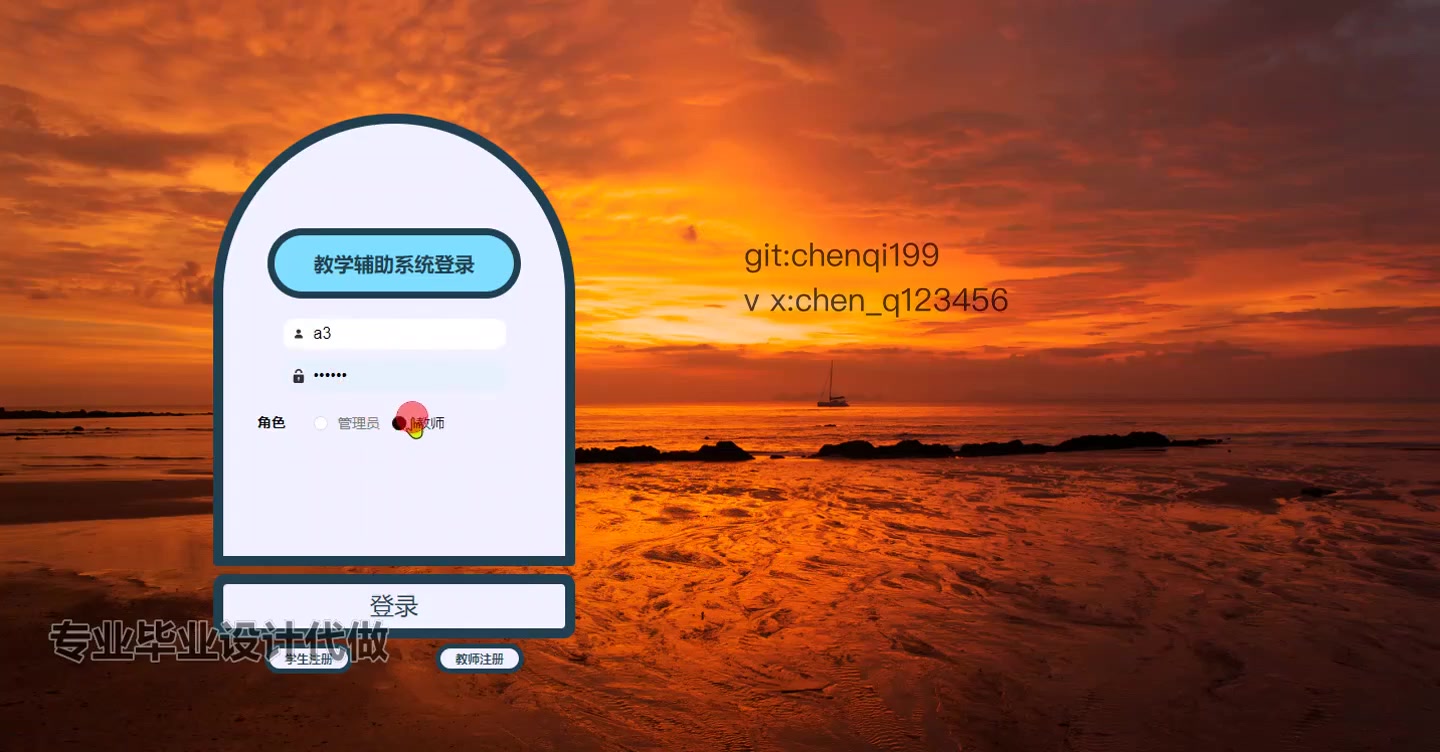 教学辅助系统登录
git:chenqi199
v x:chen_q123456
a3
••••••
角色 管理员 教师
登录
专业毕业设计代做
学生注册 教师注册